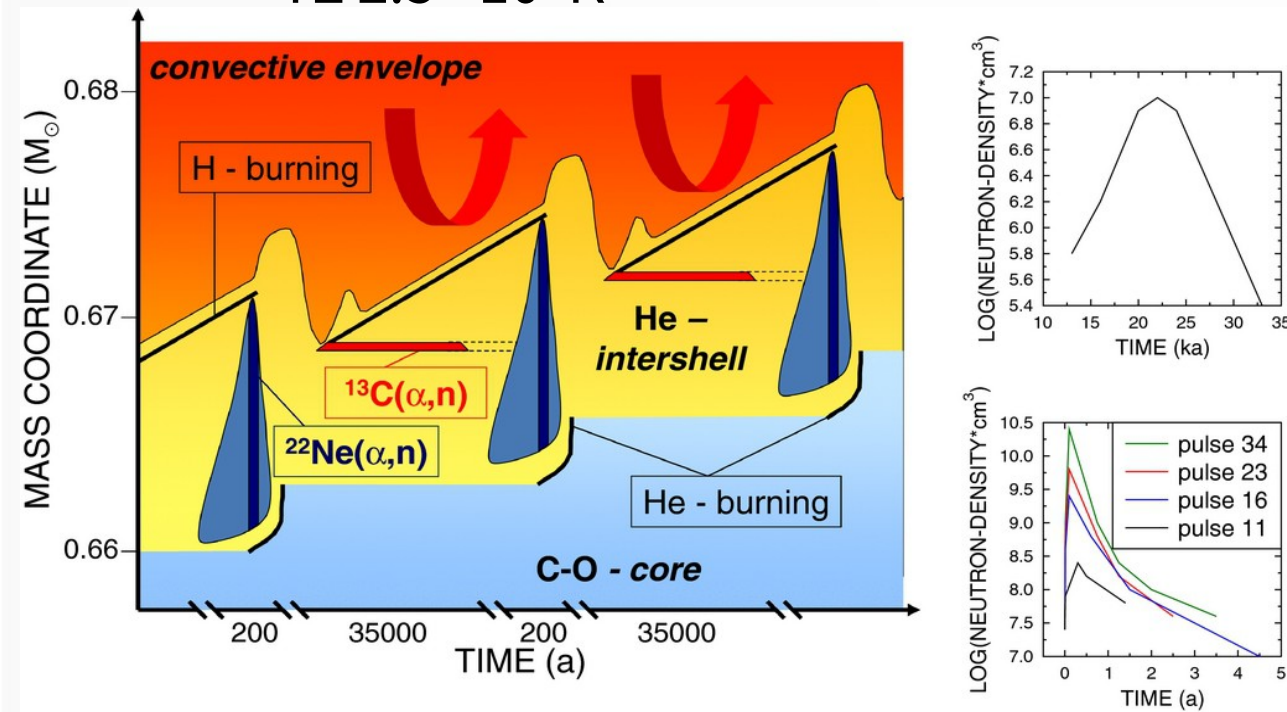 convective envelope
0.68
H - burning
MASS COORDINATE (M☉)
0.67
He –
intershell
¹³C(α,n)
²²Ne(α,n)
He - burning
0.66
C-O - core
200
35000
200
35000
TIME (a)
LOG(NEUTRON-DENSITY*cm³)
7.2
7.0
6.8
6.6
6.4
6.2
6.0
5.8
5.6
5.4
10
15
20
25
30
35
TIME (ka)
LOG(NEUTRON-DENSITY*cm³)
10.5
10.0
9.5
9.0
8.5
8.0
7.5
7.0
pulse 34
pulse 23
pulse 16
pulse 11
0
1
2
3
4
5
TIME (a)